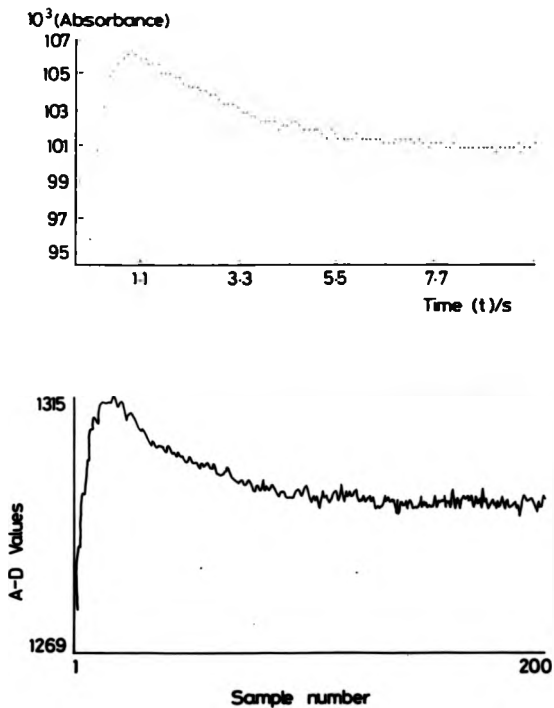 10³(Absorbance)
107
105
103
101
99
97
95
1·1 3·3 5·5 7·7
Time (t)/s
1315
A-D Values
1269
1 200
Sample number